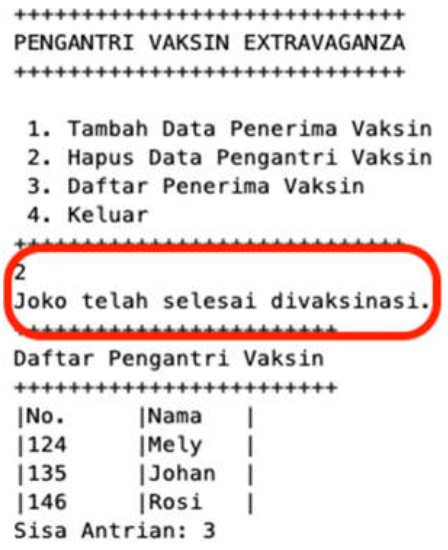 +++++++++++++++++++++++++++++
PENGANTRI VAKSIN EXTRAVAGANZA
+++++++++++++++++++++++++++++
1. Tambah Data Penerima Vaksin
2. Hapus Data Pengantri Vaksin
3. Daftar Penerima Vaksin
4. Keluar
+++++++++++++++++++++++++++++
2
Joko telah selesai divaksinasi.
++++++++++++++++++++++++
Daftar Pengantri Vaksin
++++++++++++++++++++++++
|No. |Nama |
|124 |Mely |
|135 |Johan |
|146 |Rosi |
Sisa Antrian: 3